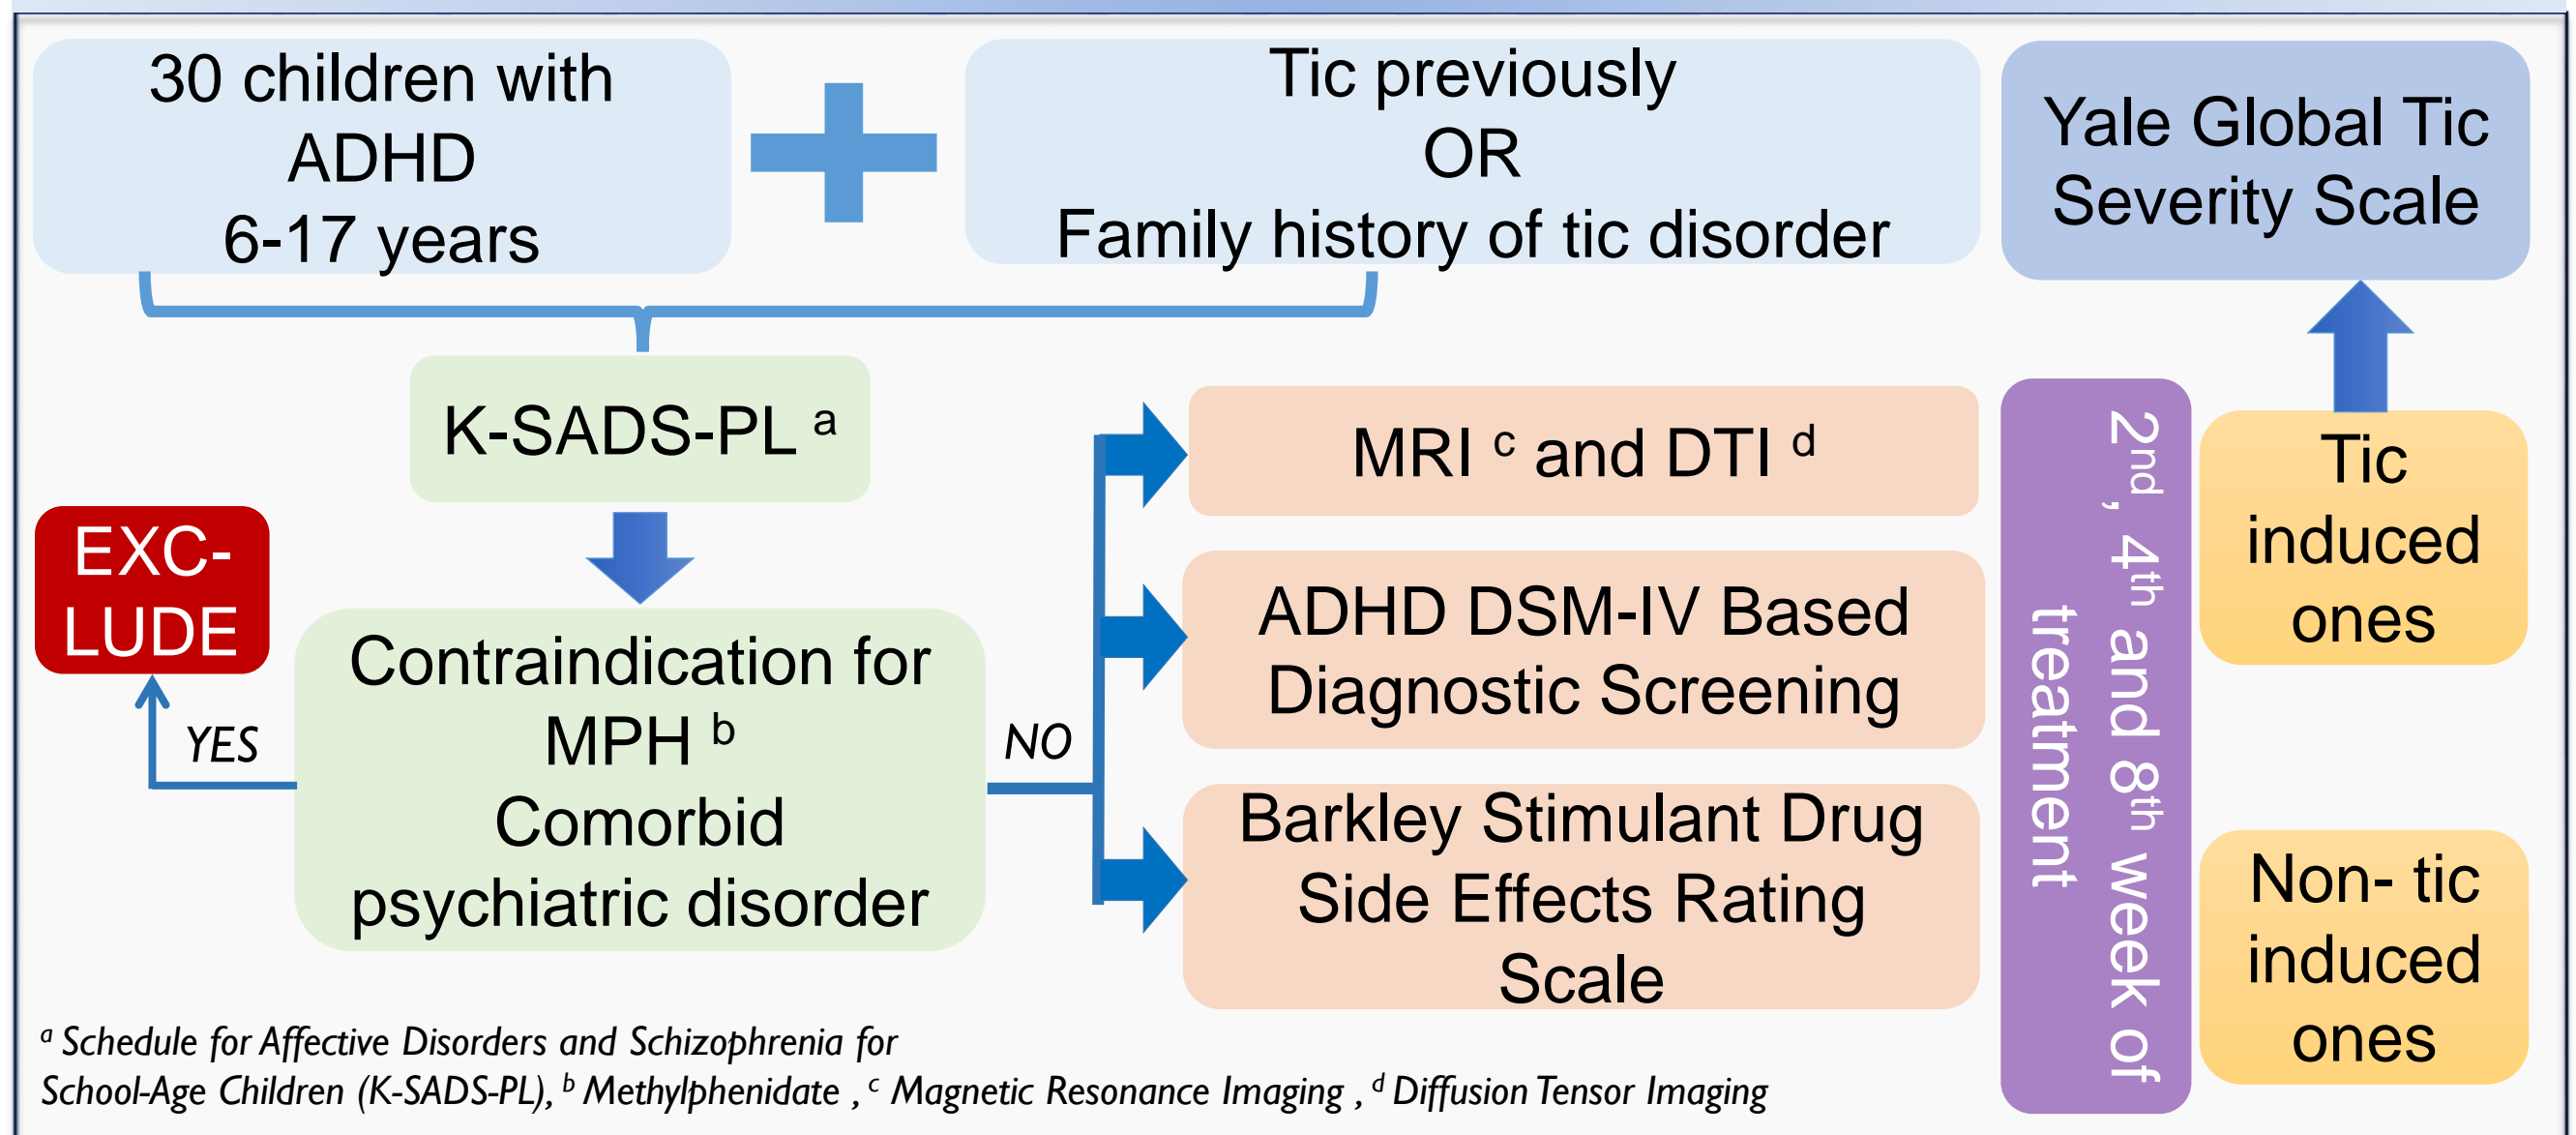 30 children with
ADHD
6-17 years
Tic previously
OR
Family history of tic disorder
Yale Global Tic
Severity Scale
K-SADS-PL a
EXC-
LUDE
YES
Contraindication for
MPH b
Comorbid
psychiatric disorder
NO
MRI c and DTI d
ADHD DSM-IV Based
Diagnostic Screening
Barkley Stimulant Drug
Side Effects Rating
Scale
2nd, 4th and 8th week of
treatment
Tic
induced
ones
Non- tic
induced
ones
a Schedule for Affective Disorders and Schizophrenia for
School-Age Children (K-SADS-PL), b Methylphenidate , c Magnetic Resonance Imaging , d Diffusion Tensor Imaging